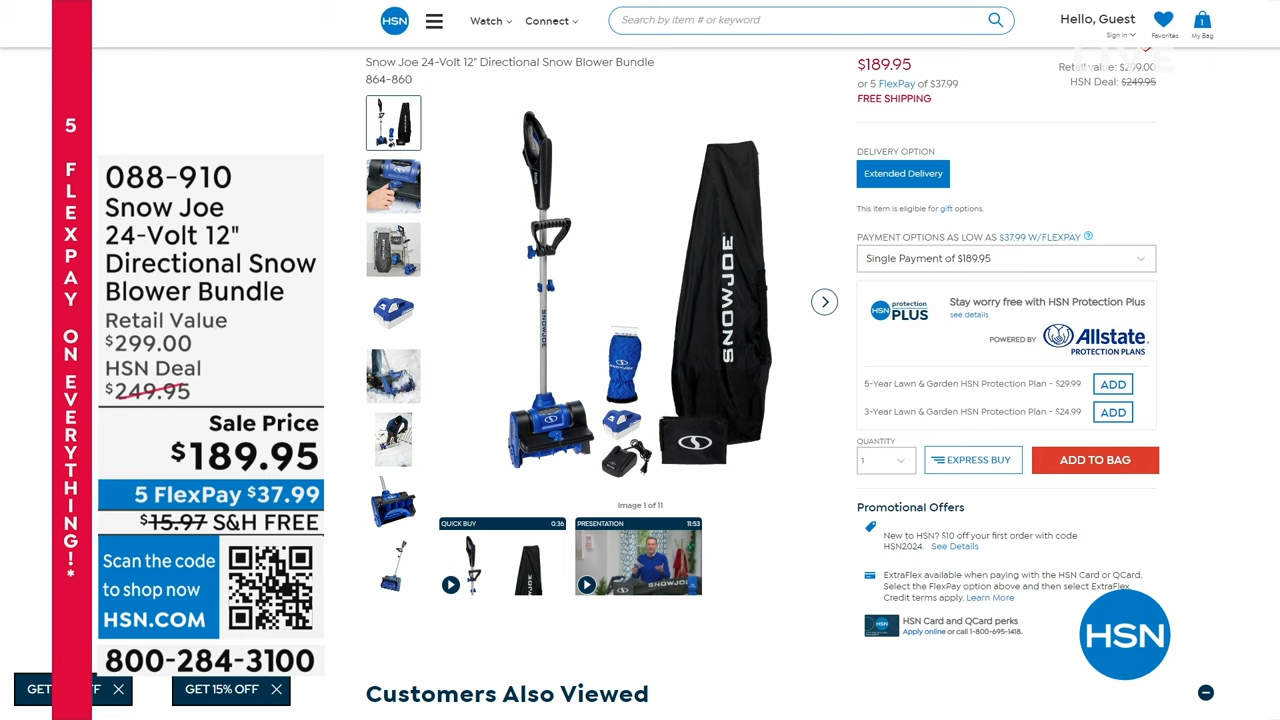 HSN
Watch
Connect
Search by item # or keyword
Hello, Guest
Sign In
Favorites
1
My Bag
5 FLEXPAY ON EVERYTHING!*
088-910
Snow Joe
24-Volt 12"
Directional Snow
Blower Bundle
Retail Value
$299.00
HSN Deal
$249.95
Sale Price
$189.95
5 FlexPay $37.99
$15.97 S&H FREE
Scan the code
to shop now
HSN.COM
800-284-3100
GET
FF
GET 15% OFF
Snow Joe 24-Volt 12" Directional Snow Blower Bundle
864-860
SNOWJOE
SNOWJOE
Image 1 of 11
QUICK BUY 0:36
PRESENTATION 11:53
SNOWJOE
$189.95
or 5 FlexPay of $37.99
FREE SHIPPING
LIVE
Retail value: $299.00
HSN Deal: $249.95
DELIVERY OPTION
Extended Delivery
This item is eligible for gift options.
PAYMENT OPTIONS AS LOW AS $37.99 W/FLEXPAY
Single Payment of $189.95
HSN protection PLUS
Stay worry free with HSN Protection Plus
see details
POWERED BY Allstate
PROTECTION PLANS
5-Year Lawn & Garden HSN Protection Plan - $29.99 ADD
3-Year Lawn & Garden HSN Protection Plan - $24.99 ADD
QUANTITY
1
EXPRESS BUY
ADD TO BAG
Promotional Offers
New to HSN? $10 off your first order with code
HSN2024. See Details
ExtraFlex available when paying with the HSN Card or QCard.
Select the FlexPay option above and then select ExtraFlex.
Credit terms apply. Learn More
HSN
HSN Card and QCard perks
Apply online or call 1-800-695-1418.
HSN
Customers Also Viewed